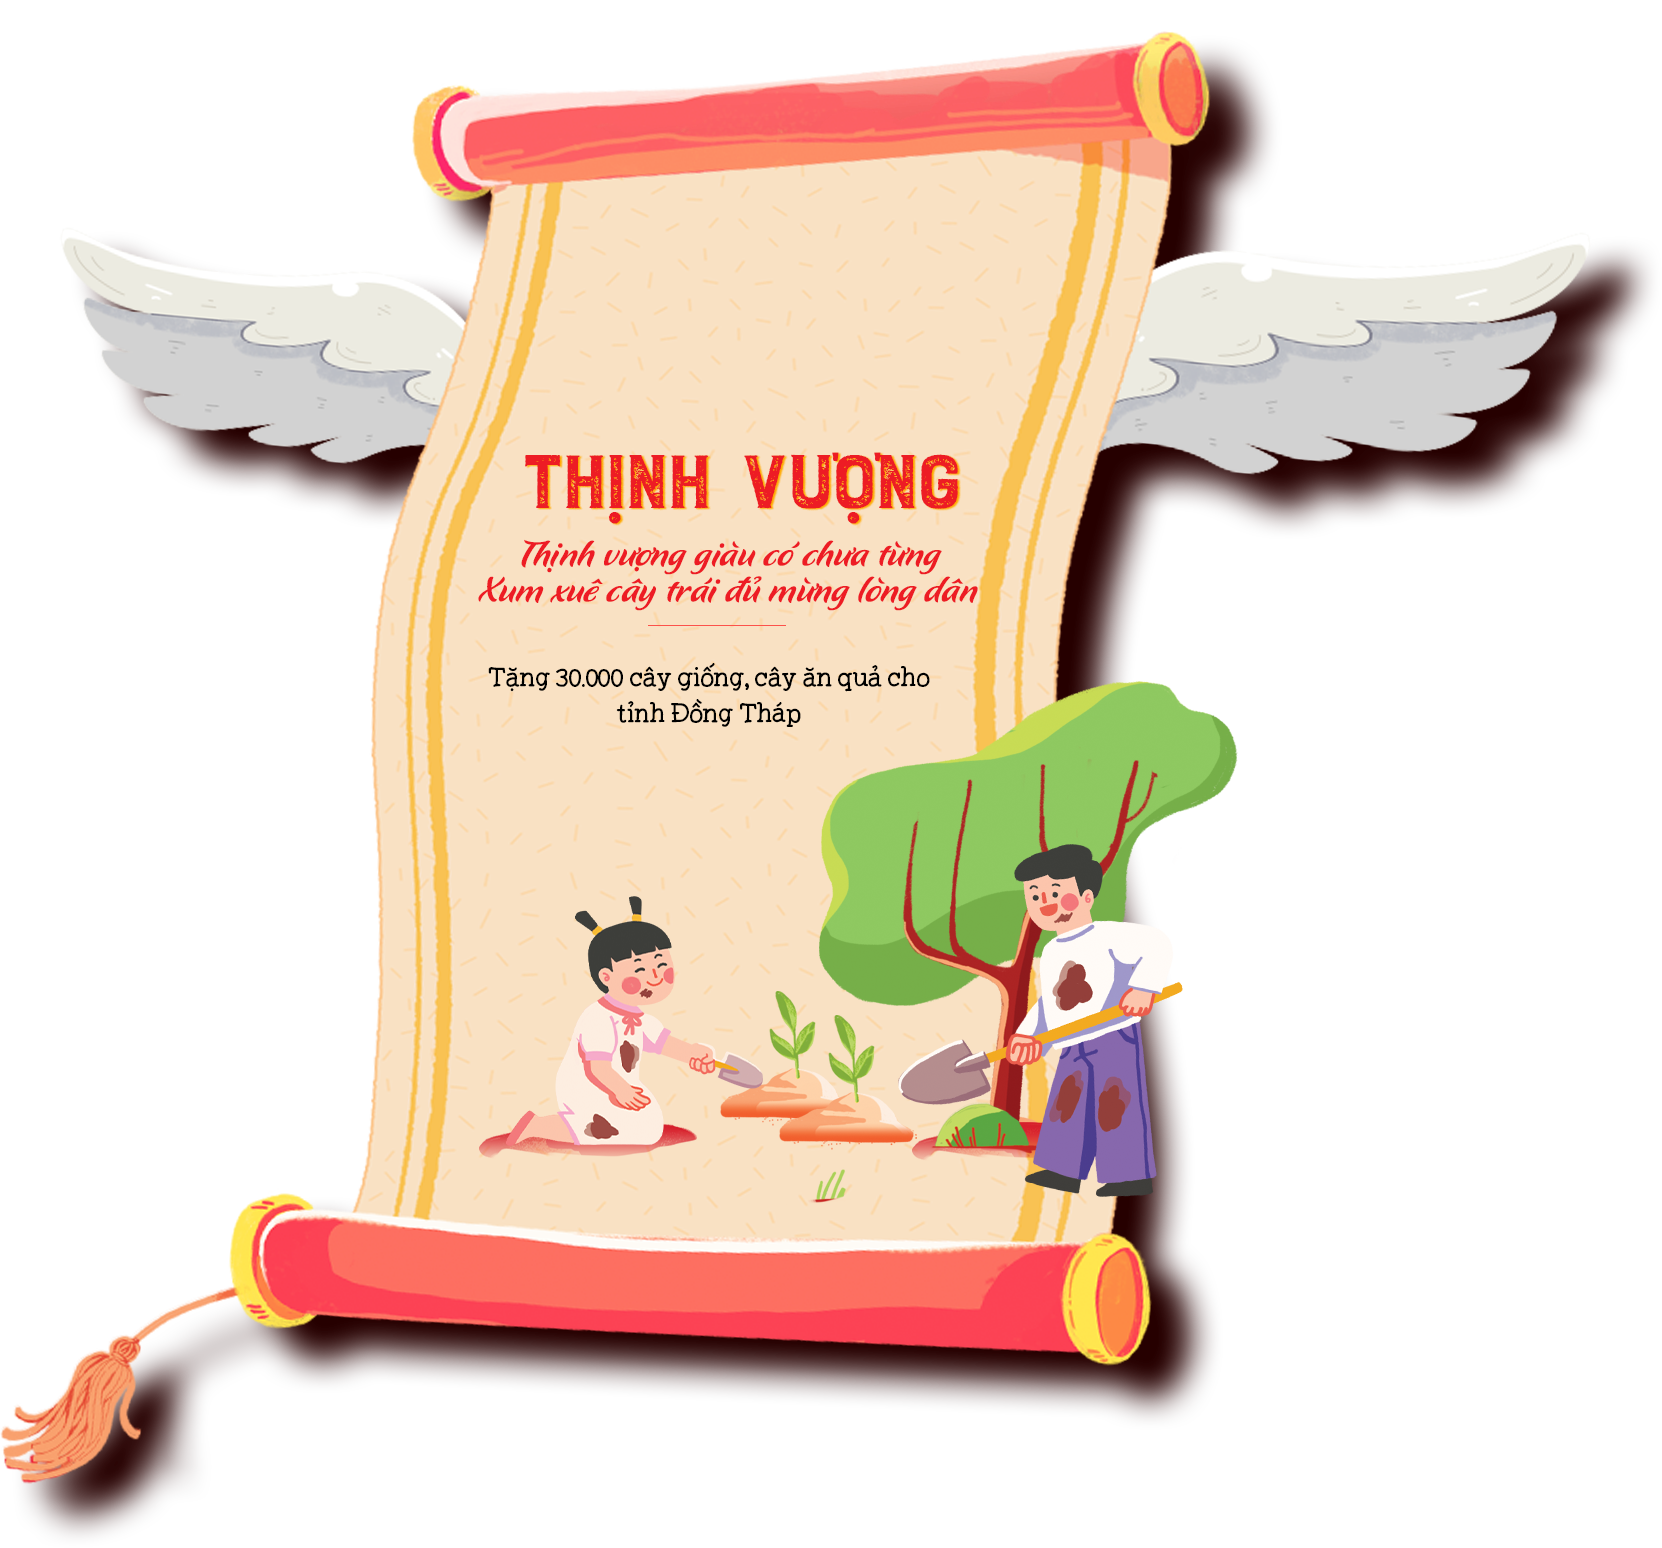 THỊNH VƯỢNG
Thịnh vượng giàu có chưa từng
Xum xuê cây trái đủ mừng lòng dân
Tặng 30.000 cây giống, cây ăn quả cho
tỉnh Đồng Tháp